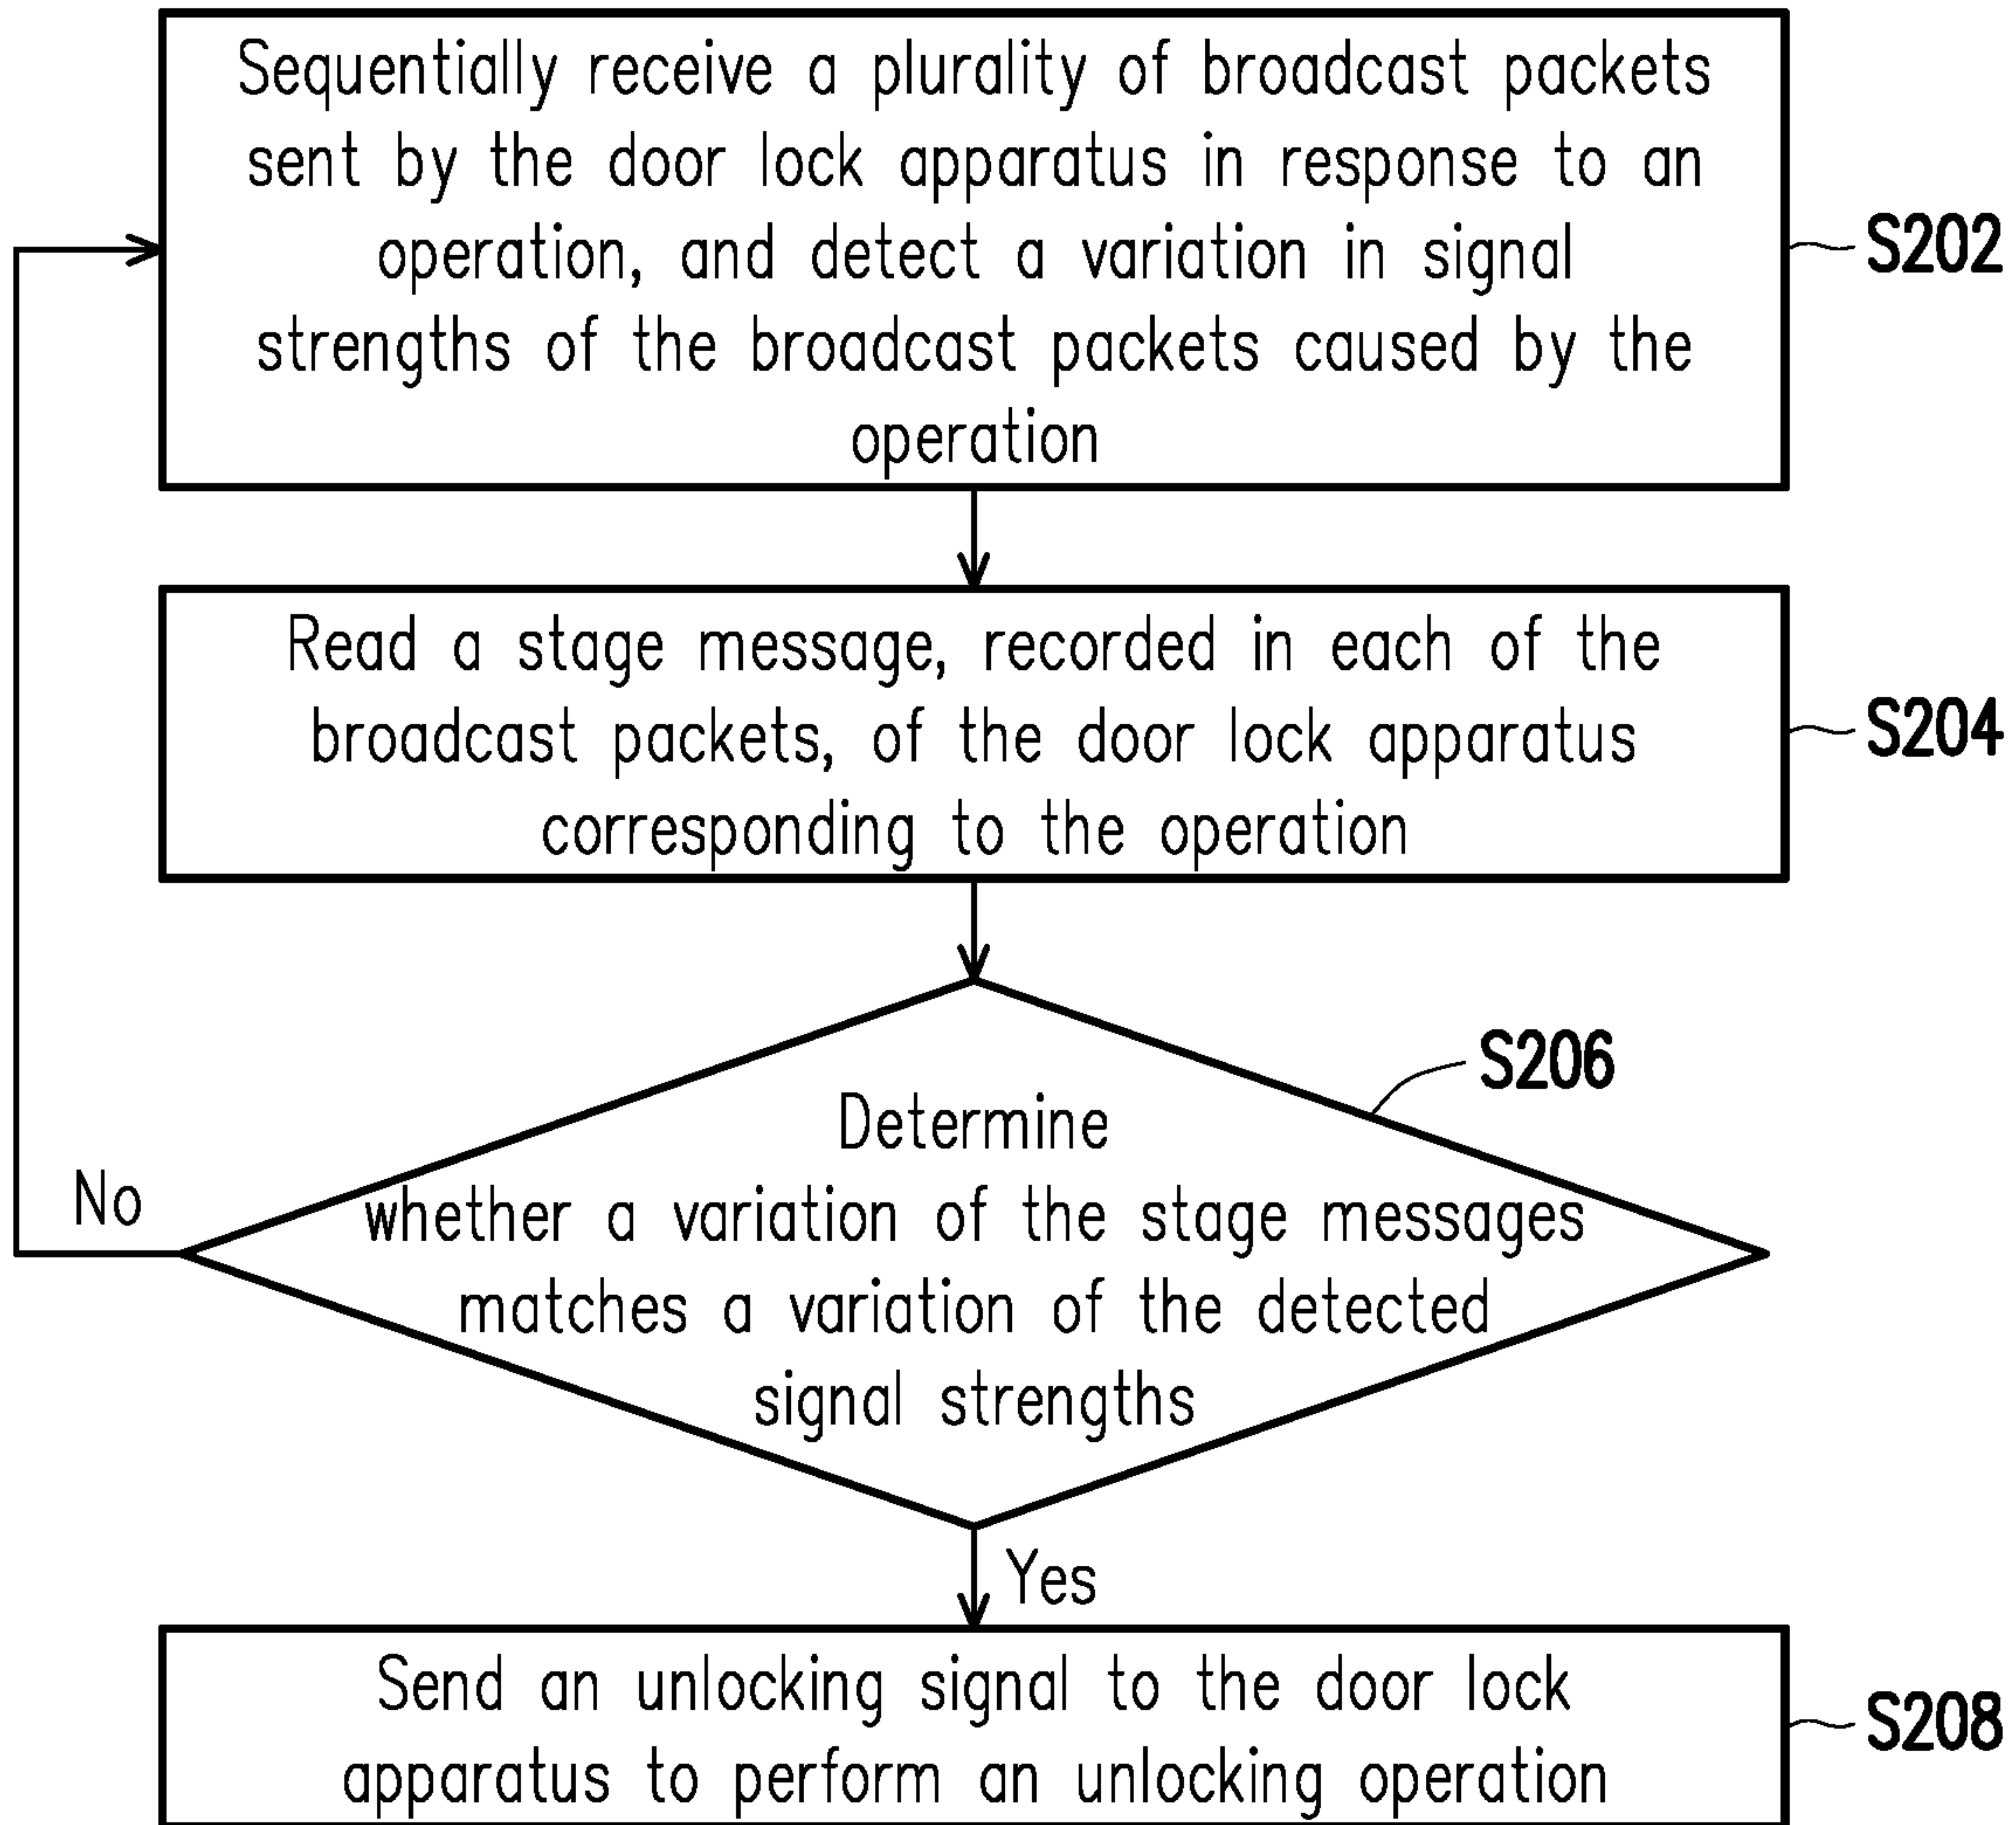 Sequentially receive a plurality of broadcast packets
sent by the door lock apparatus in response to an
operation, and detect a variation in signal
strengths of the broadcast packets caused by the
operation
S202
Read a stage message, recorded in each of the
broadcast packets, of the door lock apparatus
corresponding to the operation
S204
S206
Determine
whether a variation of the stage messages
matches a variation of the detected
signal strengths
No
Yes
Send an unlocking signal to the door lock
apparatus to perform an unlocking operation
S208